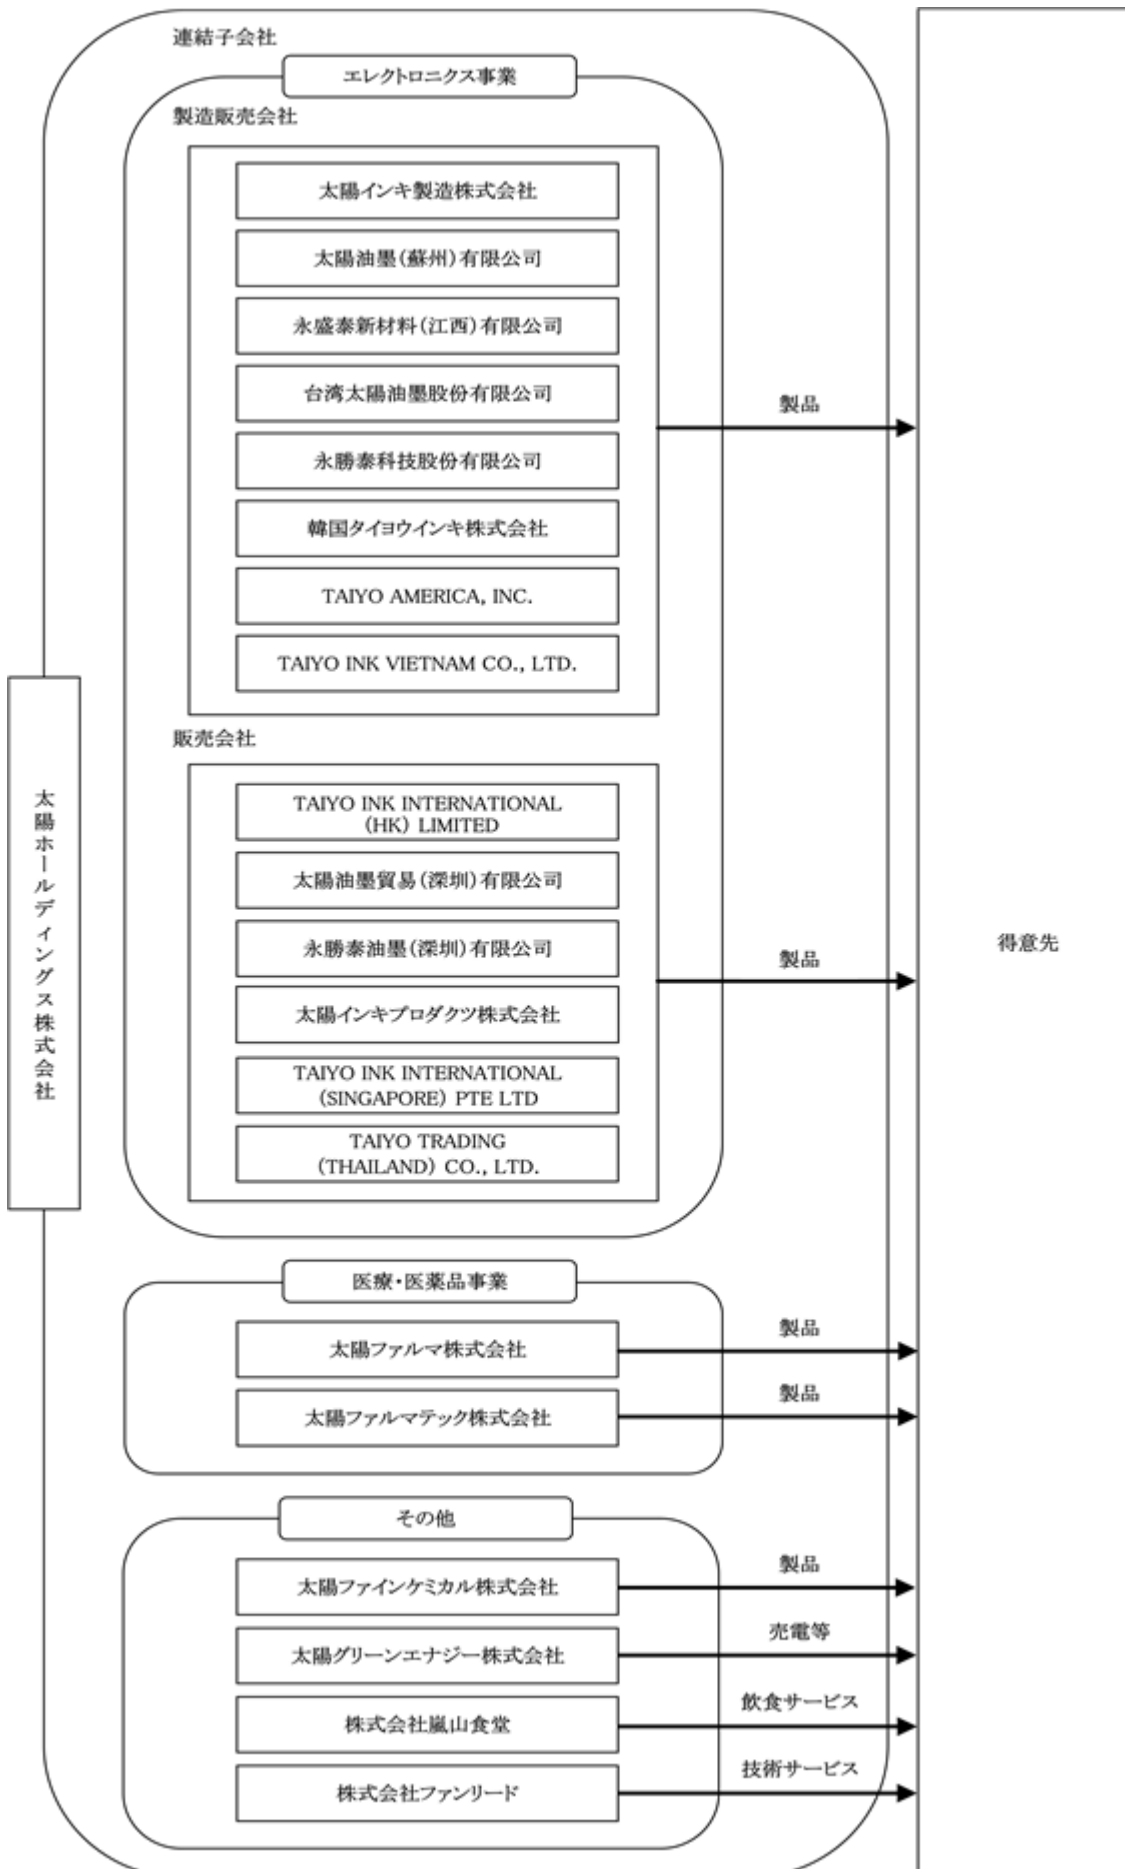 連結子会社
エレクトロニクス事業
製造販売会社
太陽インキ製造株式会社
太陽油墨(蘇州)有限公司
永盛泰新材料(江西)有限公司
台湾太陽油墨股份有限公司
製品
永勝泰科技股份有限公司
韓国タイヨウインキ株式会社
TAIYO AMERICA, INC.
TAIYO INK VIETNAM CO., LTD.
販売会社
TAIYO INK INTERNATIONAL
(HK) LIMITED
太陽油墨貿易(深圳)有限公司
永勝泰油墨(深圳)有限公司
製品
太陽インキプロダクツ株式会社
TAIYO INK INTERNATIONAL
(SINGAPORE) PTE LTD
TAIYO TRADING
(THAILAND) CO., LTD.
太陽ホールディングス株式会社
得意先
医療・医薬品事業
製品
太陽ファルマ株式会社
製品
太陽ファルマテック株式会社
その他
製品
太陽ファインケミカル株式会社
売電等
太陽グリーンエナジー株式会社
飲食サービス
株式会社嵐山食堂
技術サービス
株式会社ファンリード